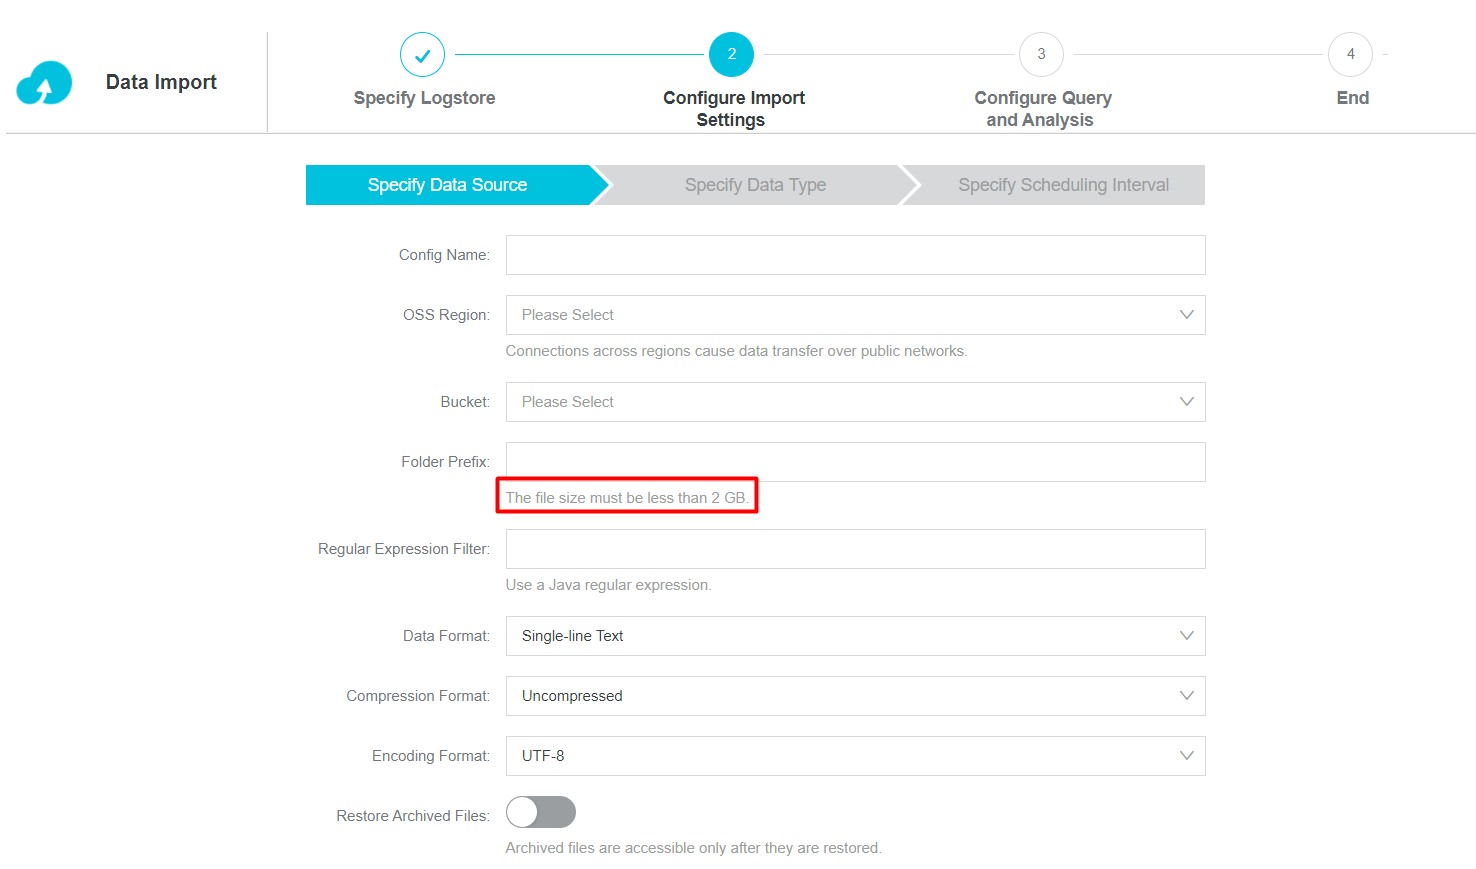 Data Import
2
3
4
Specify Logstore
Configure Import
Settings
Configure Query
and Analysis
End
Specify Data Source
Specify Data Type
Specify Scheduling Interval
Config Name:
OSS Region:
Please Select
Connections across regions cause data transfer over public networks.
Bucket:
Please Select
Folder Prefix:
The file size must be less than 2 GB.
Regular Expression Filter:
Use a Java regular expression.
Data Format:
Single-line Text
Compression Format:
Uncompressed
Encoding Format:
UTF-8
Restore Archived Files:
Archived files are accessible only after they are restored.